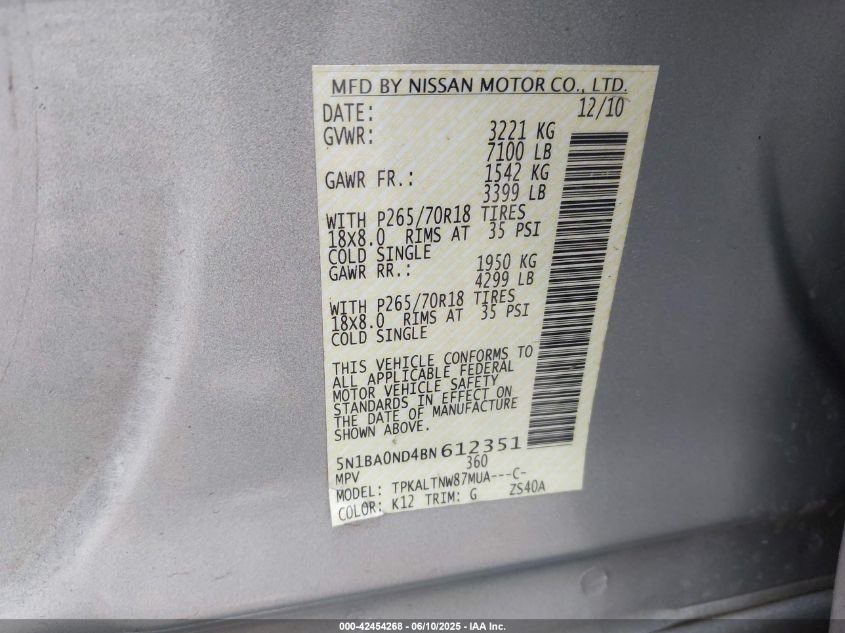 MFD BY NISSAN MOTOR CO., LTD.
DATE: 12/10
GVWR: 3221 KG
7100 LB
GAWR FR.: 1542 KG
3399 LB
WITH P265/70R18 TIRES
18X8.0 RIMS AT 35 PSI
COLD SINGLE
GAWR RR.: 1950 KG
4299 LB
WITH P265/70R18 TIRES
18X8.0 RIMS AT 35 PSI
COLD SINGLE
THIS VEHICLE CONFORMS TO
ALL APPLICABLE FEDERAL
MOTOR VEHICLE SAFETY
STANDARDS IN EFFECT ON
THE DATE OF MANUFACTURE
SHOWN ABOVE.
5N1BA0ND4BN612351
MPV 360
MODEL: TPKALTNW87MUA---C-
COLOR: K12 TRIM: G ZS40A
000-42454268 - 06/10/2025 - IAA Inc.